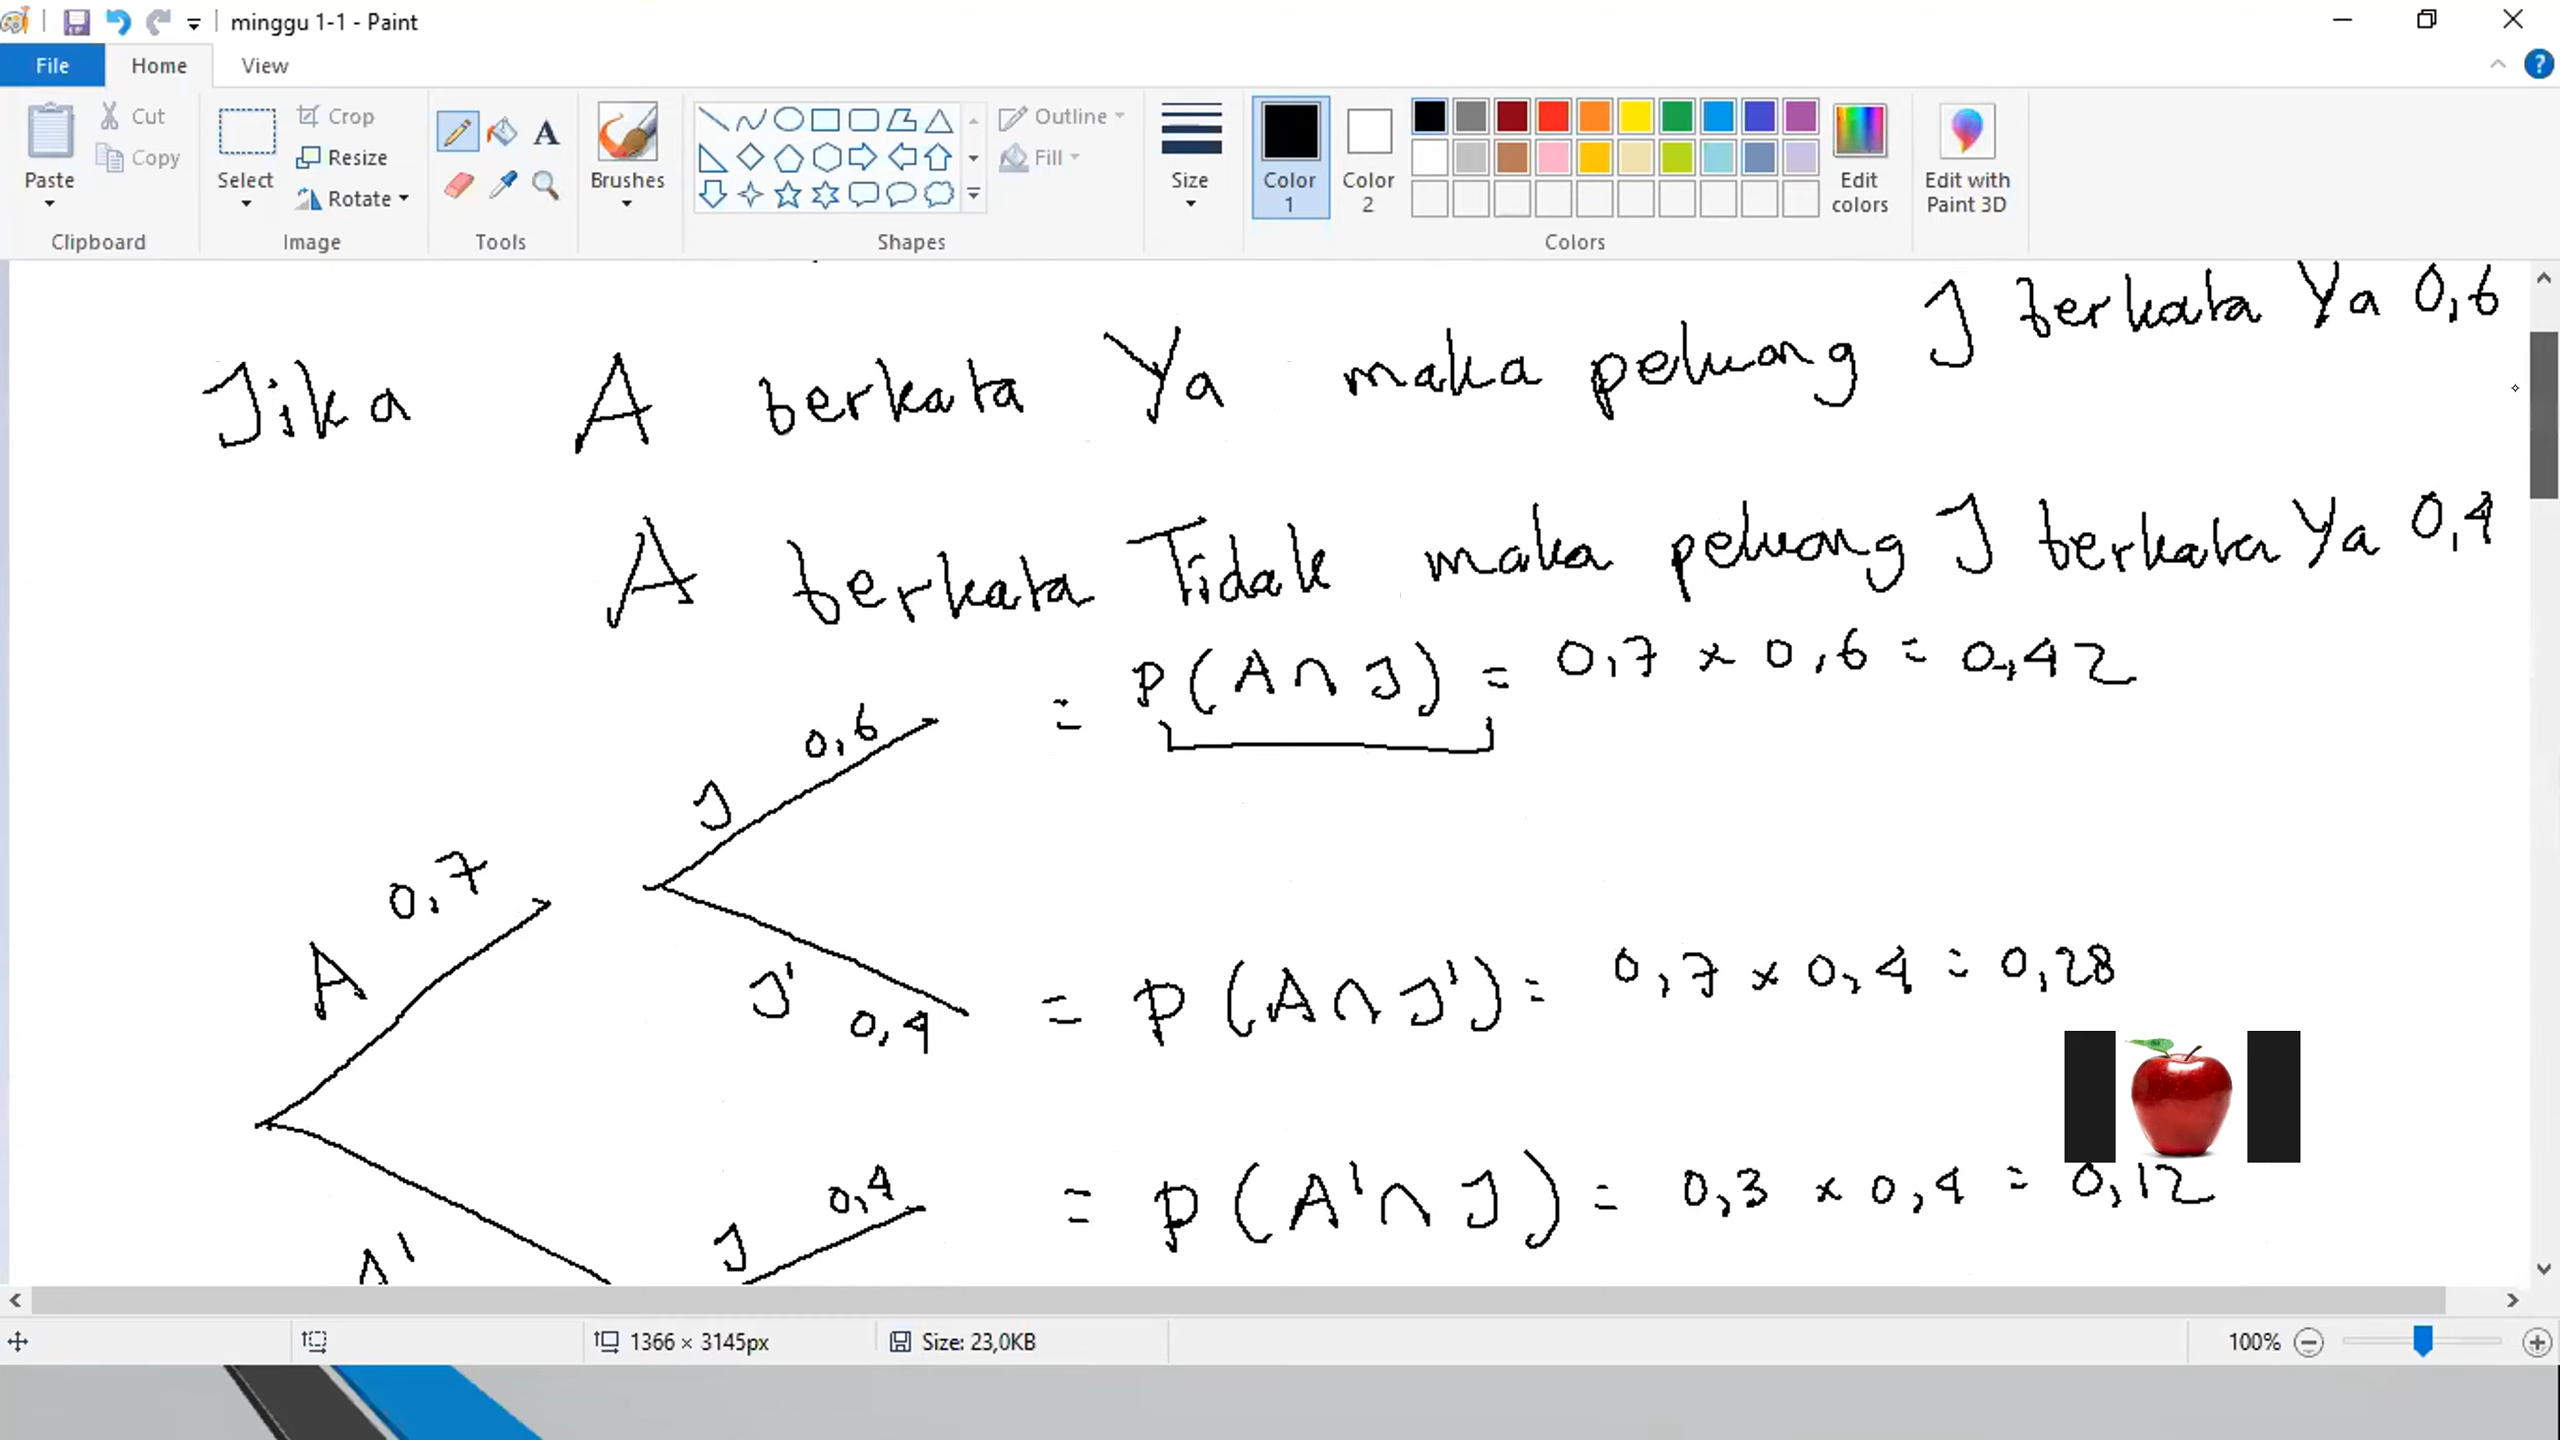 minggu 1-1 - Paint
File Home View
Paste Cut Copy Clipboard
Select Crop Resize Rotate Image
A Tools
Brushes
Outline Fill Shapes
Size
Color 1 Color 2 Edit colors Colors
Edit with Paint 3D
Jika A berkata Ya maka peluang J berkata Ya 0,6
A berkata Tidak maka peluang J berkata Ya 0,4
= P(A∩J) = 0,7 x 0,6 = 0,42
0,6
J
0,7
A
J'
0,4
= P(A∩J') = 0,7 x 0,4 = 0,28
0,4
J
= P(A'∩J) = 0,3 x 0,4 = 0,12
A'
1366 × 3145px
Size: 23,0KB
100%